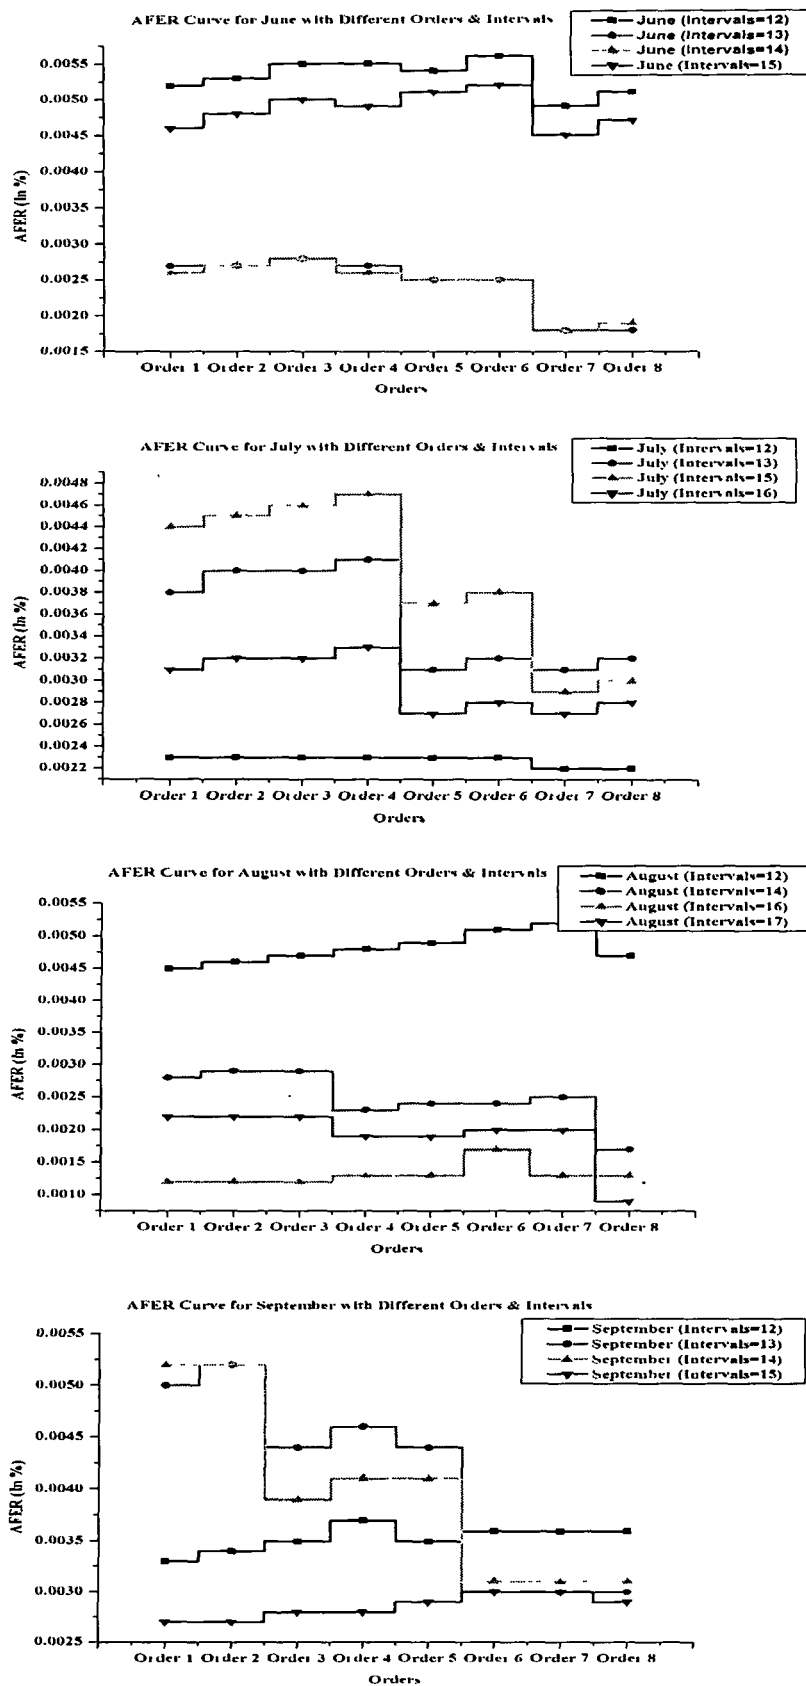 AFER Curve for June with Different Orders & Intervals
June (Intervals=12)
June (Intervals=13)
June (Intervals=14)
June (Intervals=15)
0.0055
0.0050
0.0045
0.0040
0.0035
0.0030
0.0025
0.0020
0.0015
AFER (In %)
Order 1 Order 2 Order 3 Order 4 Order 5 Order 6 Order 7 Order 8
Orders
AFER Curve for July with Different Orders & Intervals
July (Intervals=12)
July (Intervals=13)
July (Intervals=15)
July (Intervals=16)
0.0048
0.0046
0.0044
0.0042
0.0040
0.0038
0.0036
0.0034
0.0032
0.0030
0.0028
0.0026
0.0024
0.0022
AFER (In %)
Order 1 Order 2 Order 3 Order 4 Order 5 Order 6 Order 7 Order 8
Orders
AFER Curve for August with Different Orders & Intervals
August (Intervals=12)
August (Intervals=14)
August (Intervals=16)
August (Intervals=17)
0.0055
0.0050
0.0045
0.0040
0.0035
0.0030
0.0025
0.0020
0.0015
0.0010
AFER (In %)
Order 1 Order 2 Order 3 Order 4 Order 5 Order 6 Order 7 Order 8
Orders
AFER Curve for September with Different Orders & Intervals
September (Intervals=12)
September (Intervals=13)
September (Intervals=14)
September (Intervals=15)
0.0055
0.0050
0.0045
0.0040
0.0035
0.0030
0.0025
AFER (In %)
Order 1 Order 2 Order 3 Order 4 Order 5 Order 6 Order 7 Order 8
Orders